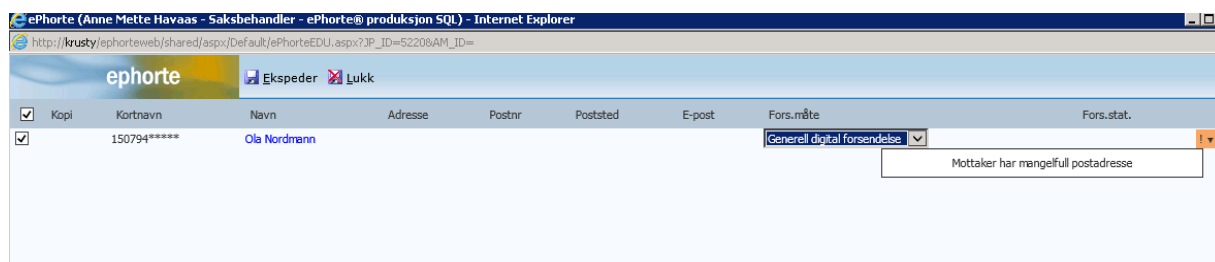 ePhorte (Anne Mette Havaas - Saksbehandler - ePhorte® produksjon SQL) - Internet Explorer
http://krusty/ephorteweb/shared/aspx/Default/ePhorteEDU.aspx?JP_ID=5220&AM_ID=
ephorte Ekspeder Lukk
Kopi Kortnavn Navn Adresse Postnr Poststed E-post Fors.måte Fors.stat.
150794***** Ola Nordmann Generell digital forsendelse !
Mottaker har mangelfull postadresse